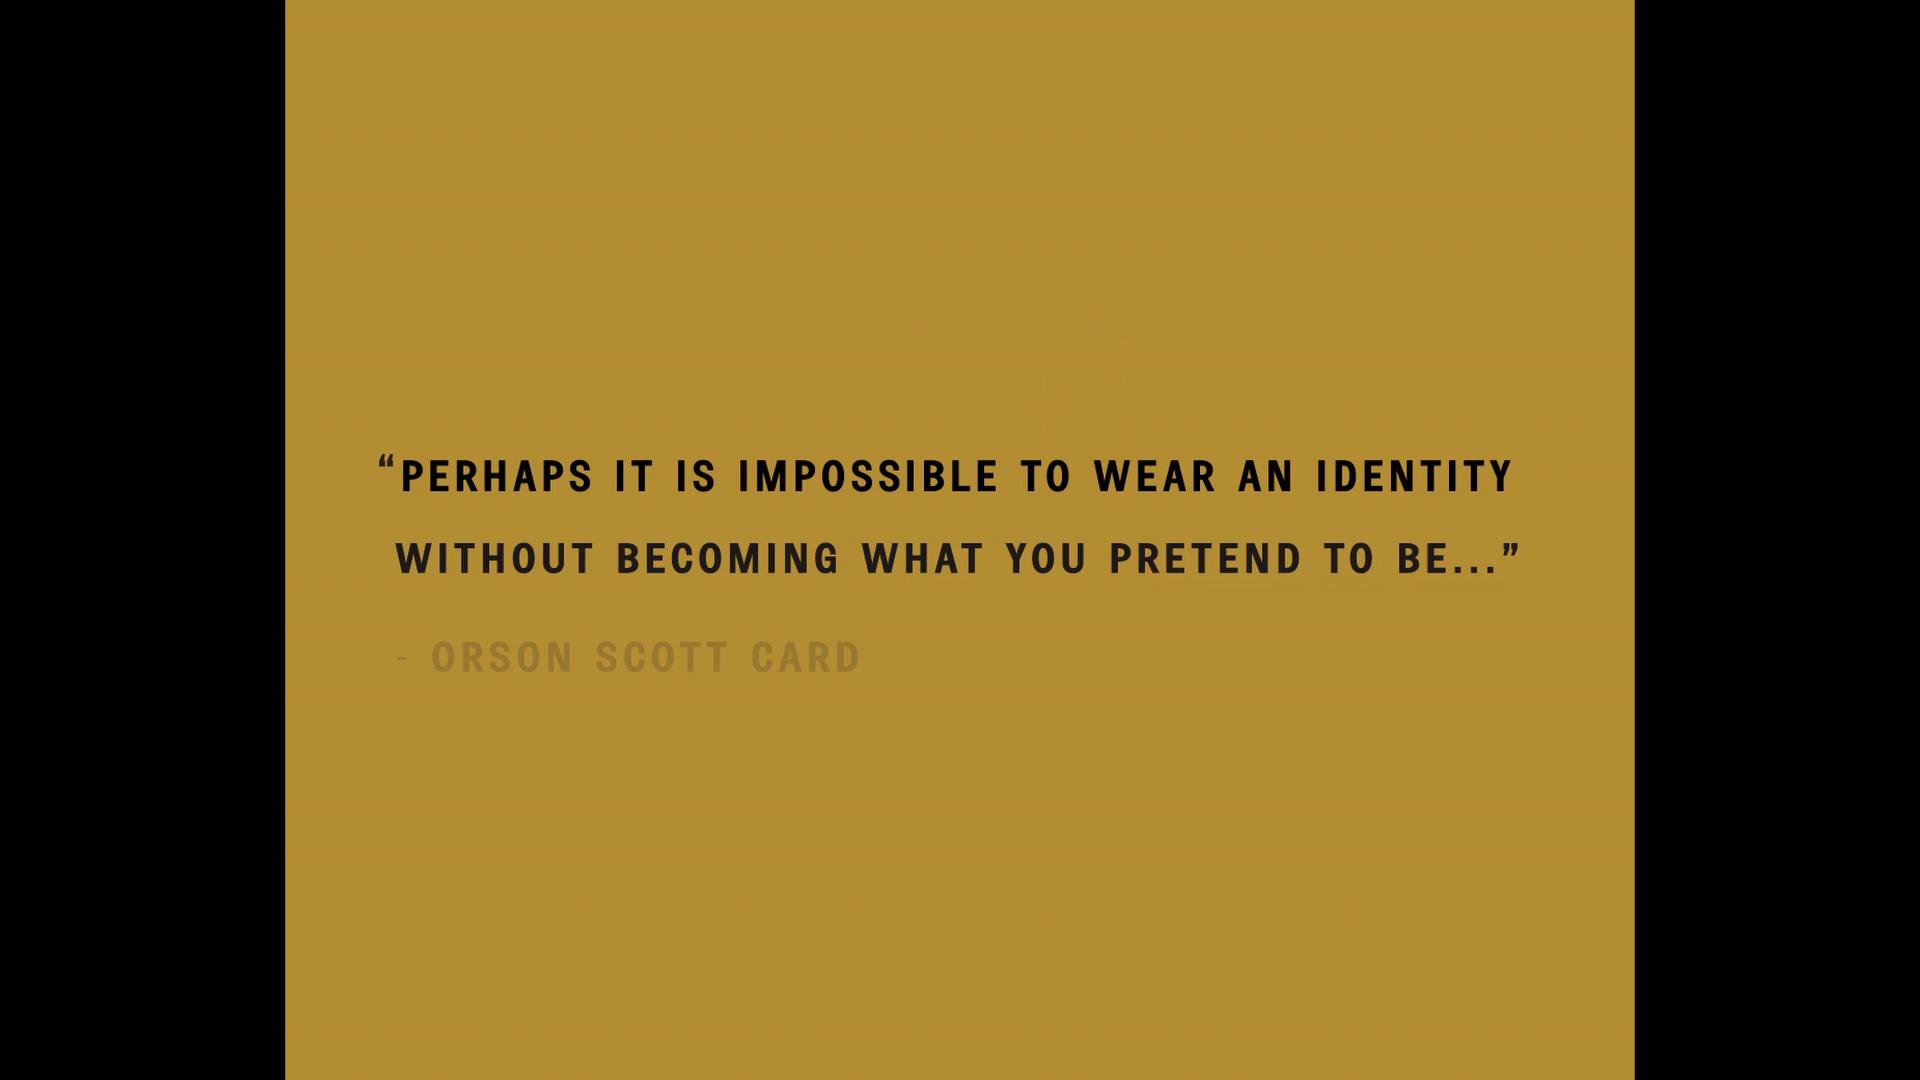 “PERHAPS IT IS IMPOSSIBLE TO WEAR AN IDENTITY
WITHOUT BECOMING WHAT YOU PRETEND TO BE...”
- ORSON SCOTT CARD